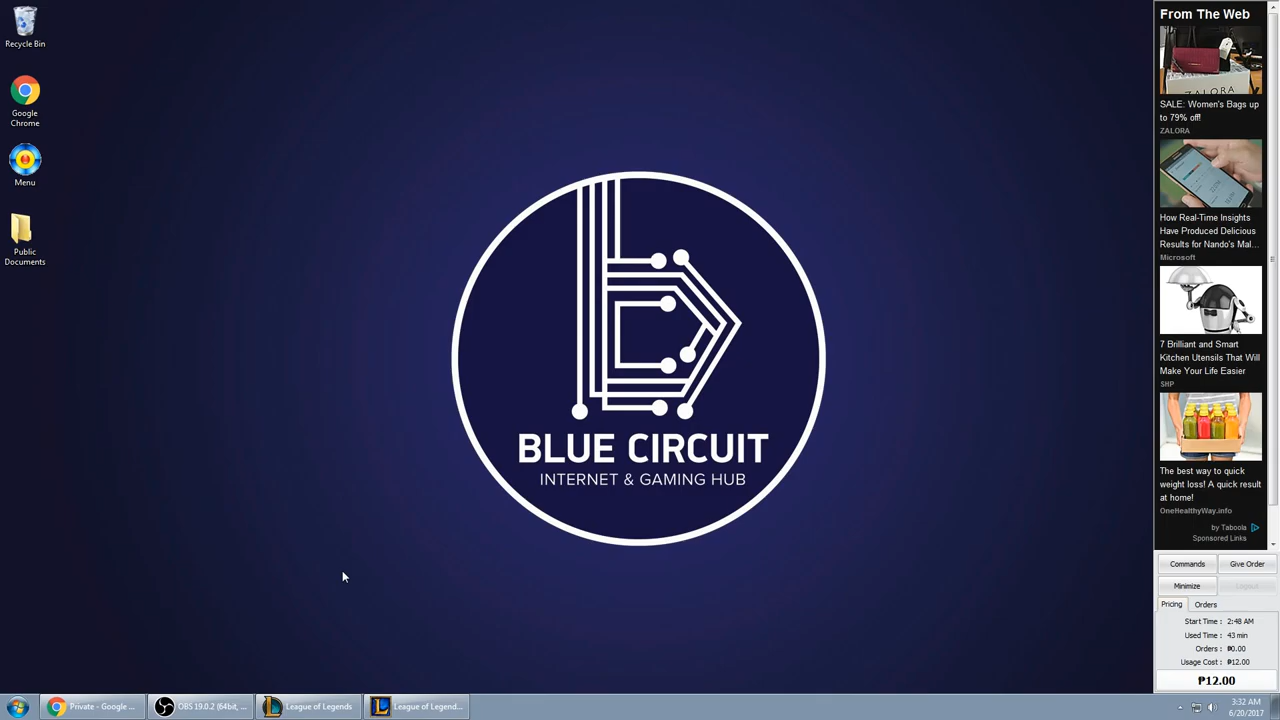 Recycle Bin
Google
Chrome
Menu
Public
Documents
BLUE CIRCUIT
INTERNET & GAMING HUB
From The Web
ZALORA
SALE: Women's Bags up
to 79% off!
ZALORA
How Real-Time Insights
Have Produced Delicious
Results for Nando's Mal...
Microsoft
7 Brilliant and Smart
Kitchen Utensils That Will
Make Your Life Easier
SHP
The best way to quick
weight loss! A quick result
at home!
OneHealthyWay.info
by Taboola
Sponsored Links
Commands
Give Order
Minimize
Logout
Pricing
Orders
Start Time : 2:48 AM
Used Time : 43 min
Orders : ₱0.00
Usage Cost : ₱12.00
₱12.00
Private - Google ...
OBS 19.0.2 (64bit, ...
League of Legends
League of Legend...
3:32 AM
6/20/2017